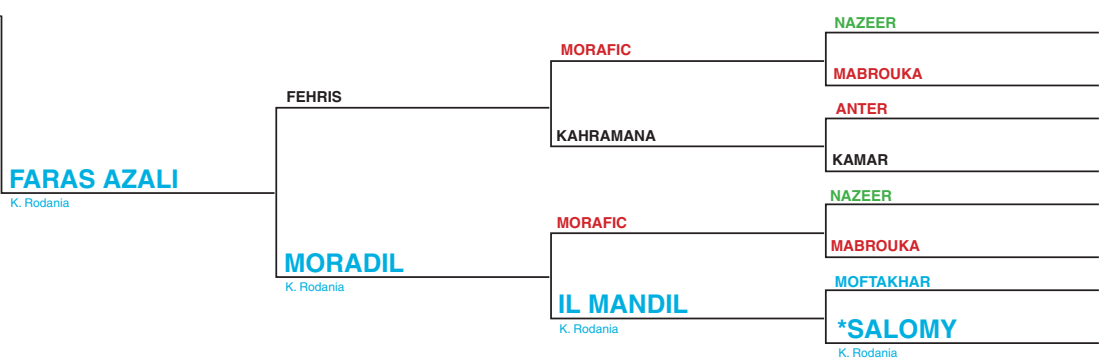 NAZEER
MORAFIC
MABROUKA
FEHRIS
ANTER
KAHRAMANA
KAMAR
FARAS AZALI
K. Rodania
NAZEER
MORAFIC
MABROUKA
MORADIL
K. Rodania
MOFTAKHAR
IL MANDIL
K. Rodania
*SALOMY
K. Rodania